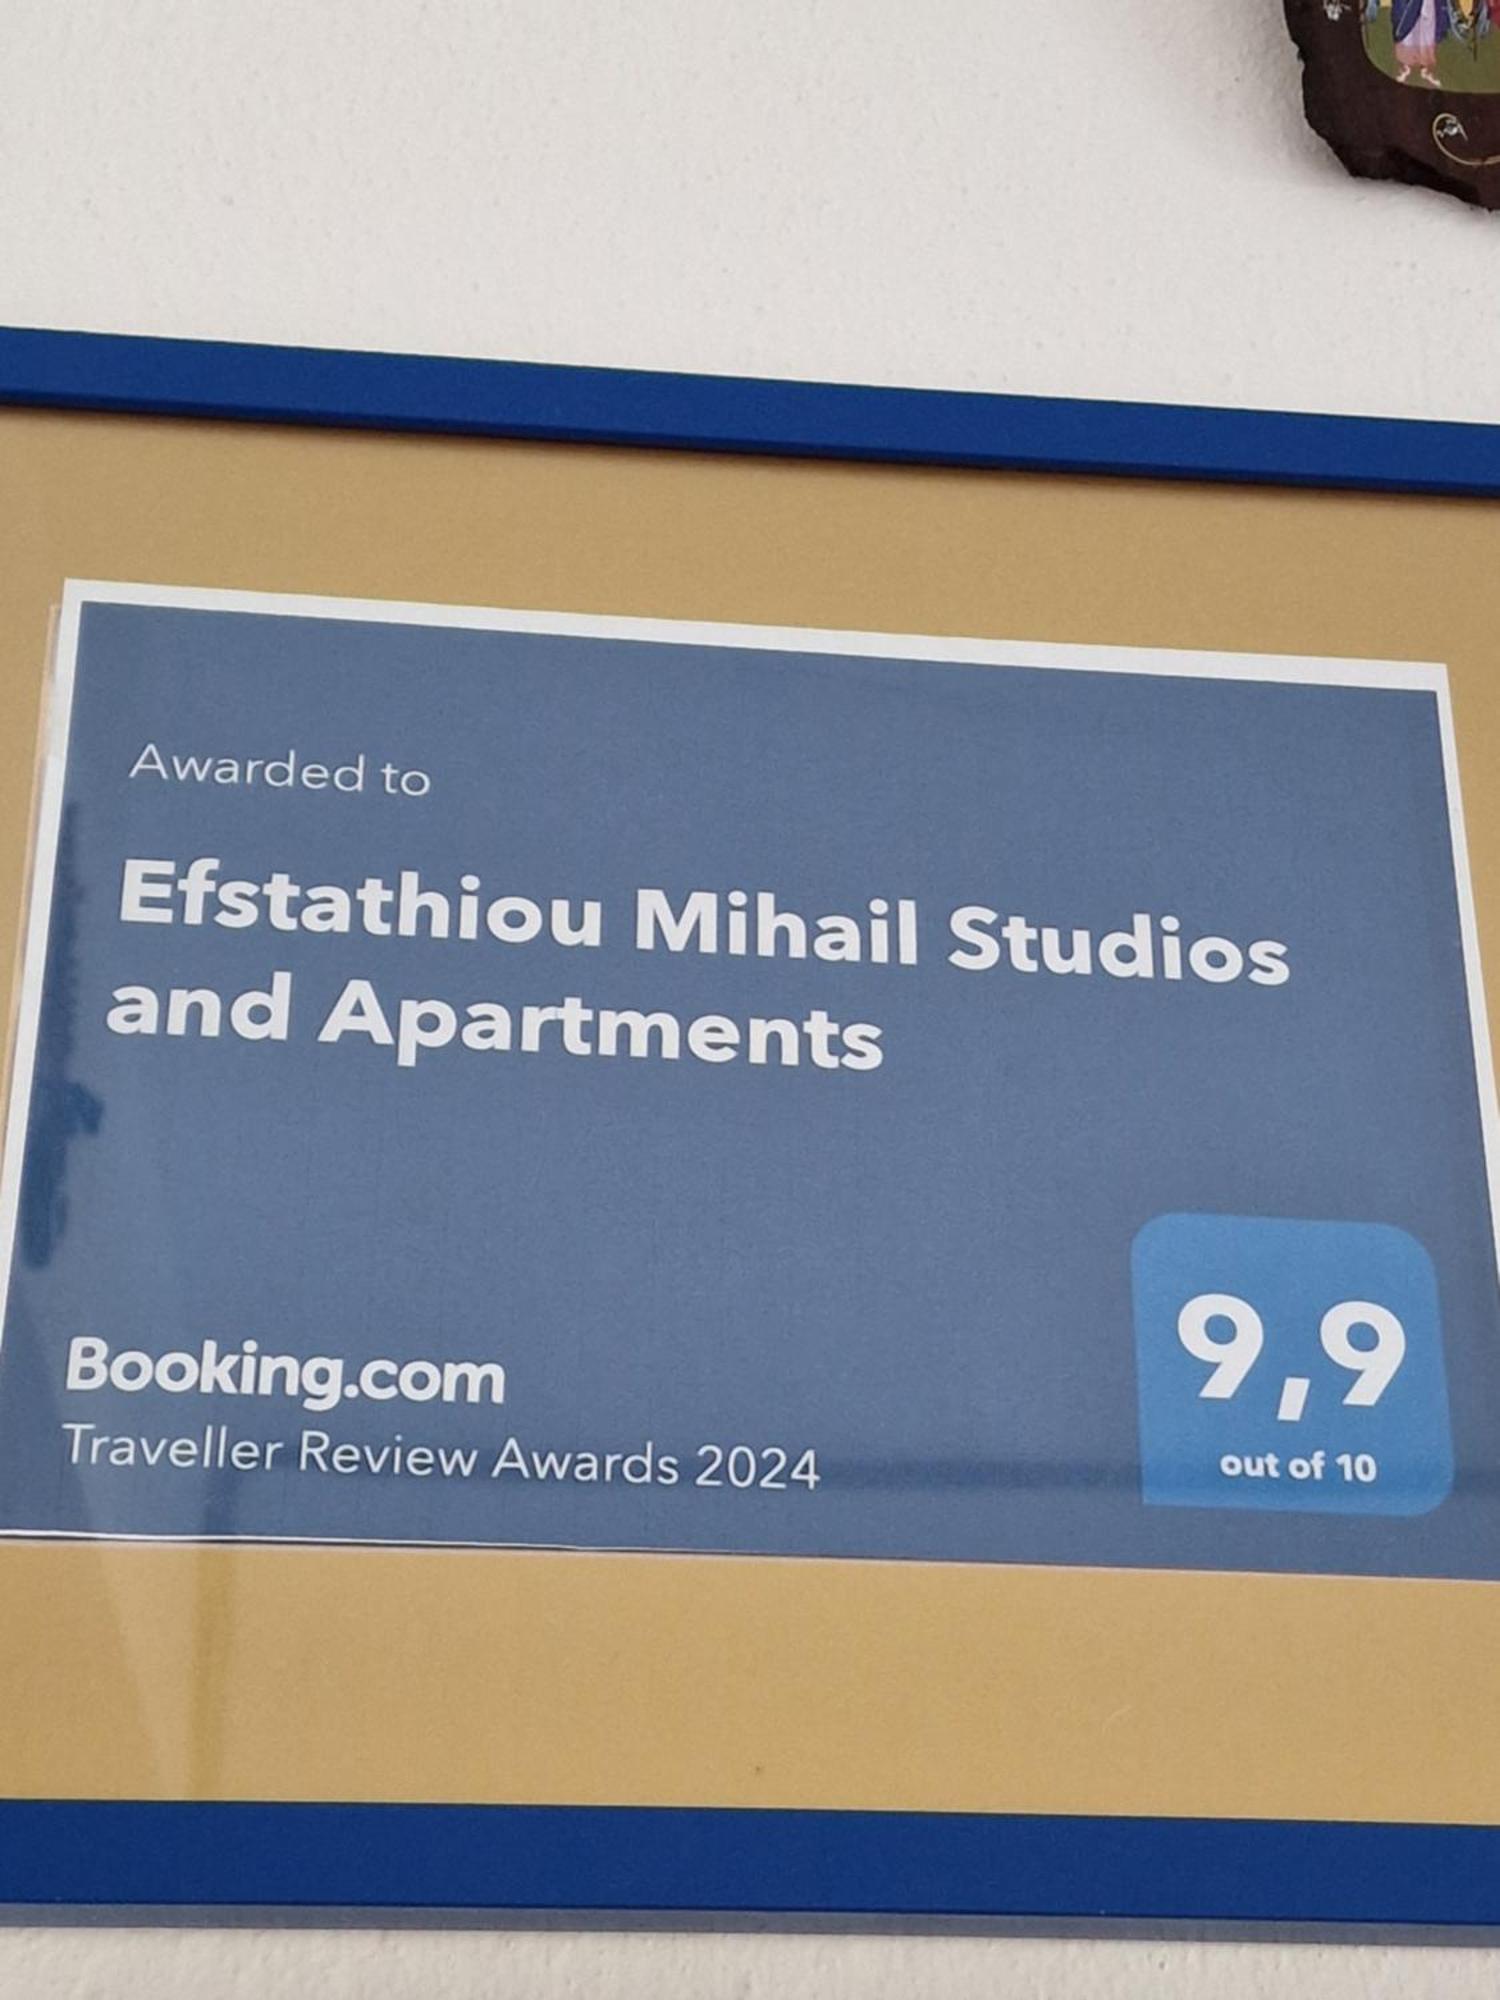 Awarded to
Efstathiou Mihail Studios
and Apartments
Booking.com
Traveller Review Awards 2024
9,9
out of 10